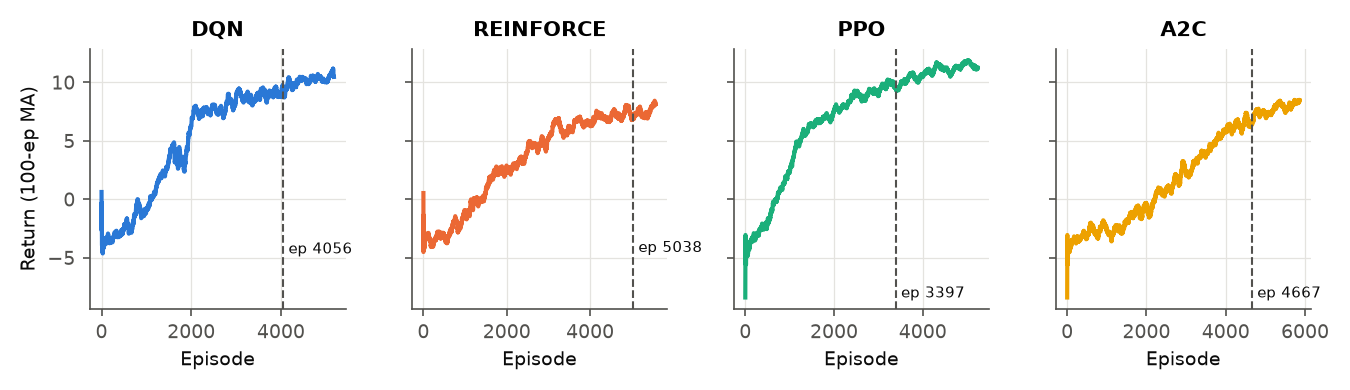 DQN
REINFORCE
PPO
A2C
Return (100-ep MA)
10
5
0
−5
ep 4056
ep 5038
ep 3397
ep 4667
0 2000 4000
0 2000 4000
0 2000 4000
0 2000 4000 6000
Episode
Episode
Episode
Episode